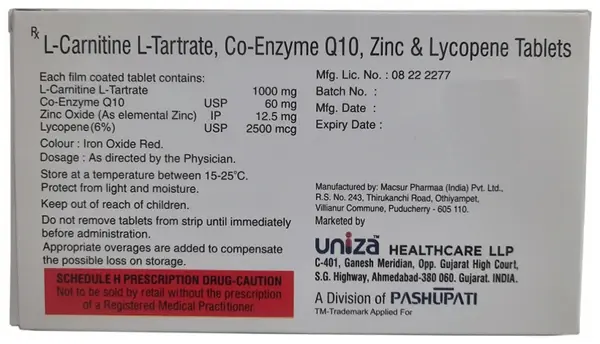 Rx L-Carnitine L-Tartrate, Co-Enzyme Q10, Zinc & Lycopene Tablets
Each film coated tablet contains:
L-Carnitine L-Tartrate 1000 mg
Co-Enzyme Q10 USP 60 mg
Zinc Oxide (As elemental Zinc) IP 12.5 mg
Lycopene(6%) USP 2500 mcg
Colour : Iron Oxide Red.
Dosage : As directed by the Physician.
Store at a temperature between 15-25°C.
Protect from light and moisture.
Keep out of reach of children.
Do not remove tablets from strip until immediately
before administration.
Appropriate overages are added to compensate
the possible loss on storage.
SCHEDULE H PRESCRIPTION DRUG-CAUTION
Not to be sold by retail without the prescription
of a Registered Medical Practitioner.
Mfg. Lic. No. : 08 22 2277
Batch No. :
Mfg. Date :
Expiry Date :
Manufactured by: Macsur Pharmaa (India) Pvt. Ltd.,
R.S. No. 243, Thirukanchi Road, Othiyampet,
Villianur Commune, Puducherry - 605 110.
Marketed by
uniza HEALTHCARE LLP
C-401, Ganesh Meridian, Opp. Gujarat High Court,
S.G. Highway, Ahmedabad-380 060. Gujarat. INDIA.
A Division of PASHUPATI
TM-Trademark Applied For